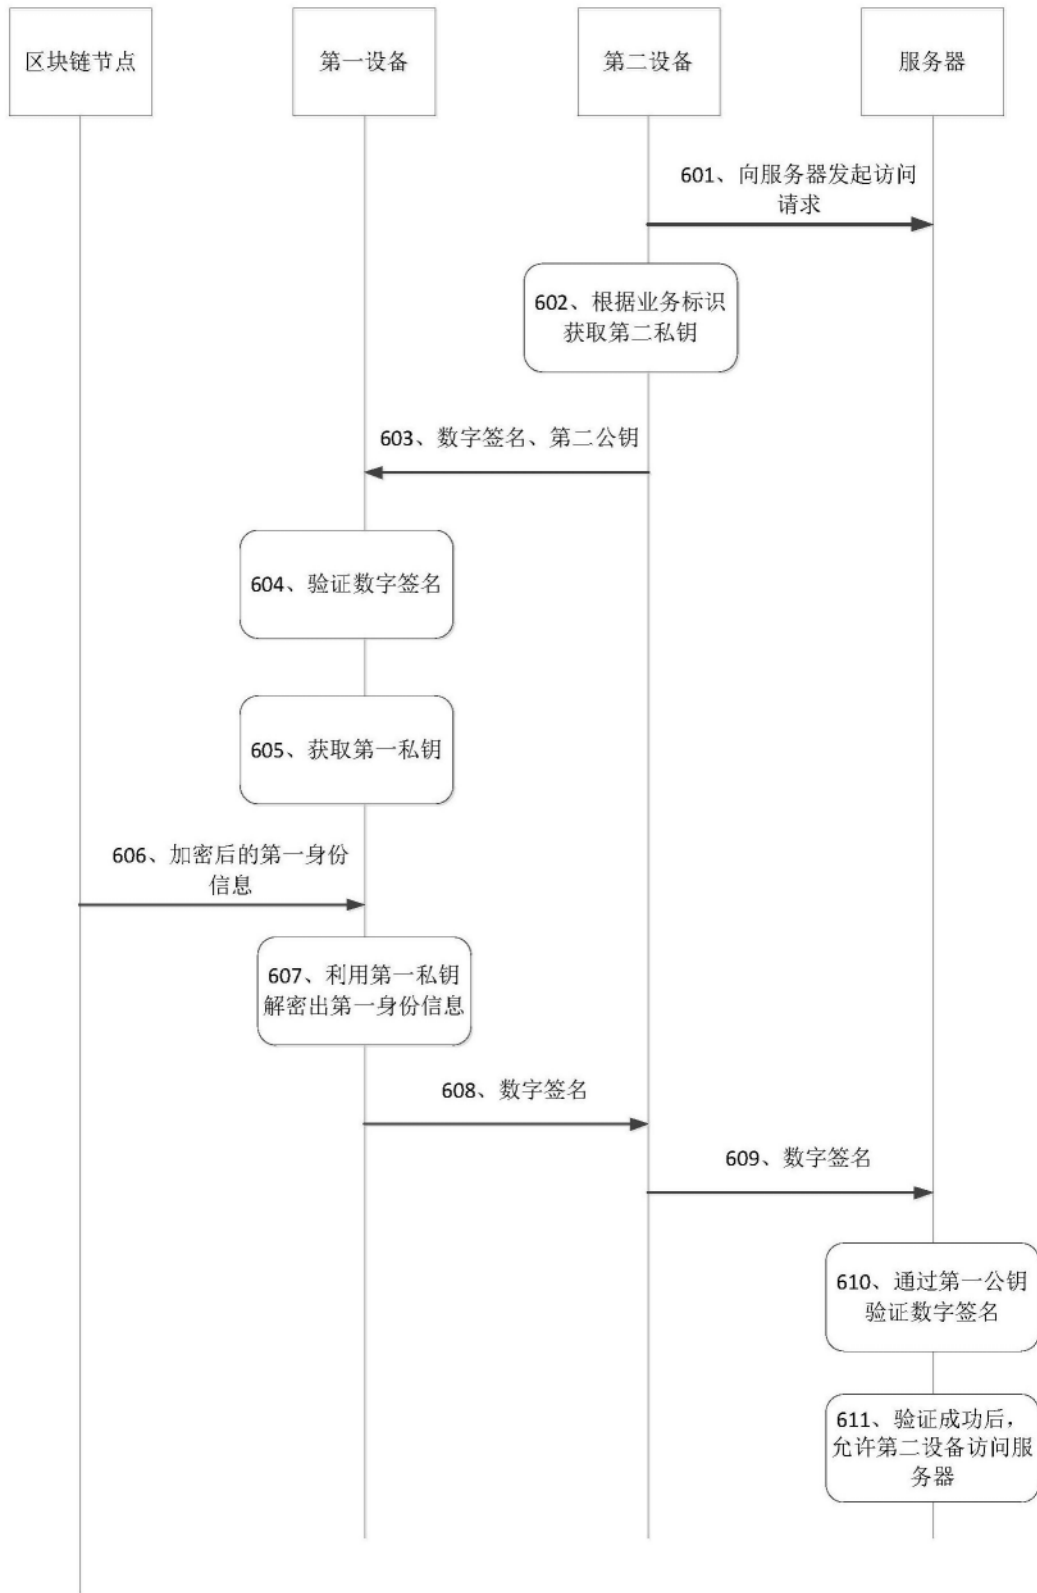 区块链节点
第一设备
第二设备
服务器
601、向服务器发起访问
请求
602、根据业务标识
获取第二私钥
603、数字签名、第二公钥
604、验证数字签名
605、获取第一私钥
606、加密后的第一身份
信息
607、利用第一私钥
解密出第一身份信息
608、数字签名
609、数字签名
610、通过第一公钥
验证数字签名
611、验证成功后，
允许第二设备访问服
务器